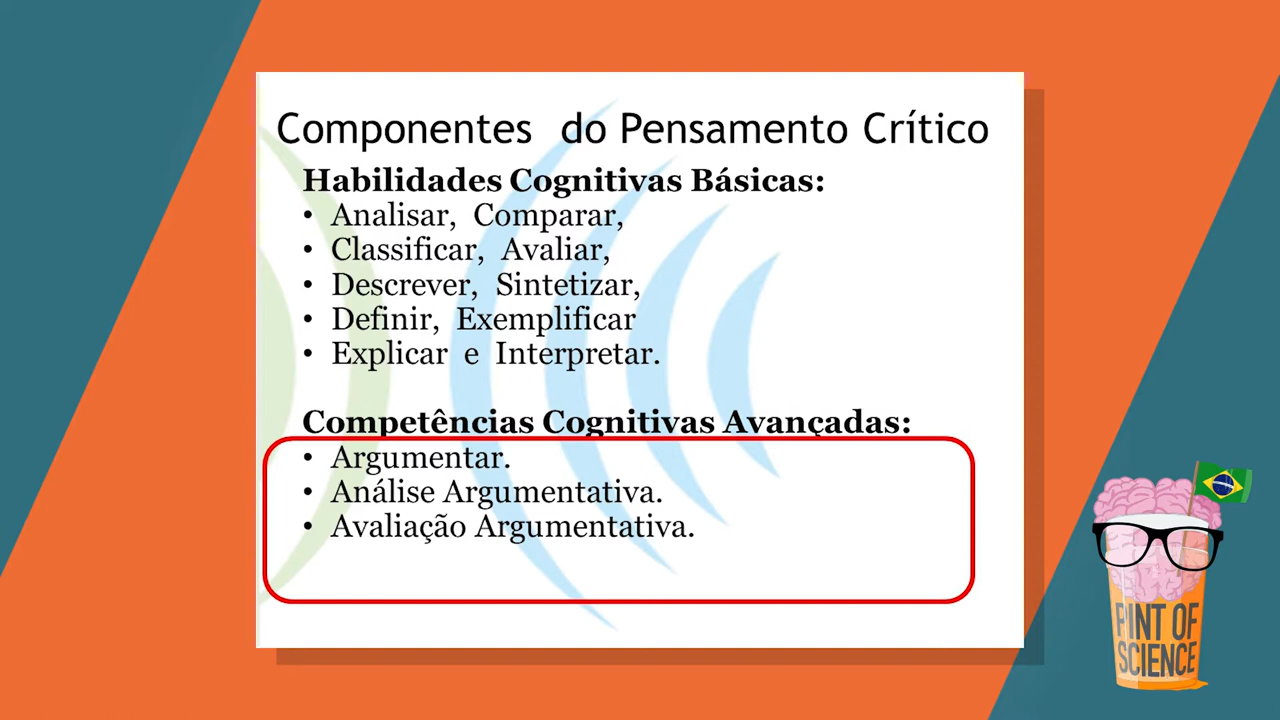 Componentes do Pensamento Crítico
Habilidades Cognitivas Básicas:
• Analisar, Comparar,
• Classificar, Avaliar,
• Descrever, Sintetizar,
• Definir, Exemplificar
• Explicar e Interpretar.
Competências Cognitivas Avançadas:
• Argumentar.
• Análise Argumentativa.
• Avaliação Argumentativa.
PINT OF
SCIENCE